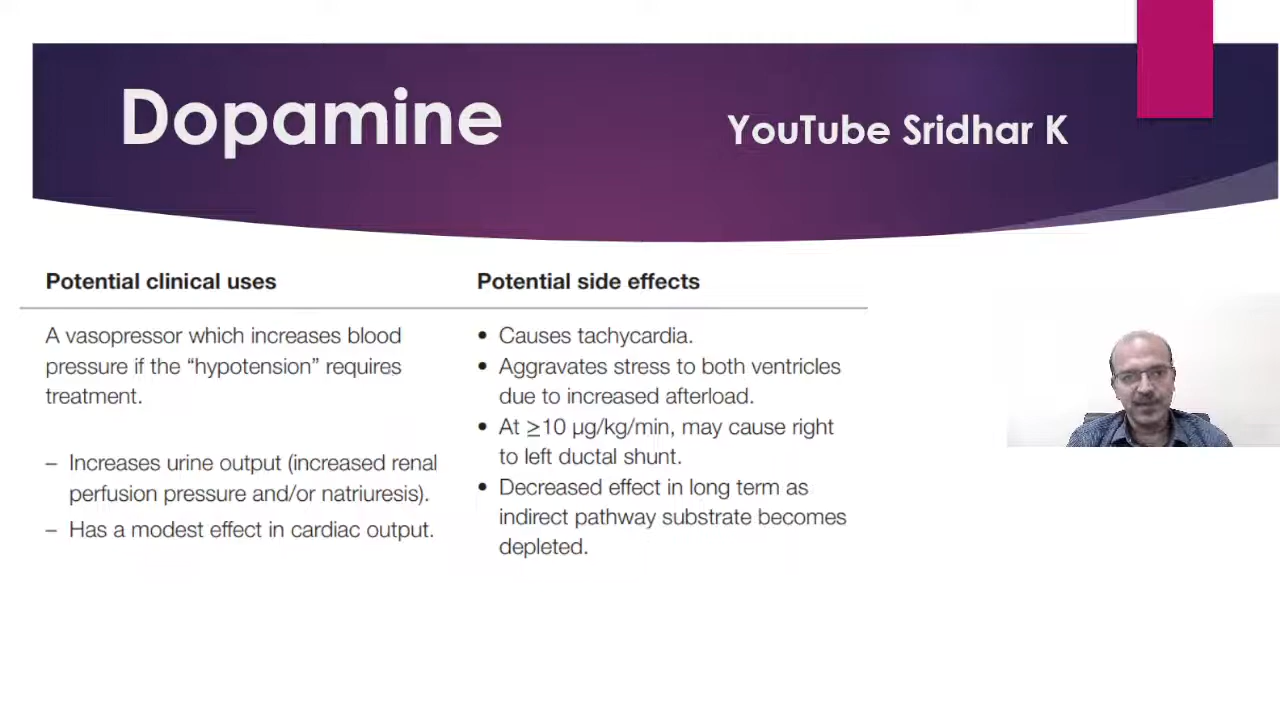 Dopamine
YouTube Sridhar K
Potential clinical uses
A vasopressor which increases blood
pressure if the “hypotension” requires
treatment.
– Increases urine output (increased renal
perfusion pressure and/or natriuresis).
– Has a modest effect in cardiac output.
Potential side effects
• Causes tachycardia.
• Aggravates stress to both ventricles
due to increased afterload.
• At ≥10 µg/kg/min, may cause right
to left ductal shunt.
• Decreased effect in long term as
indirect pathway substrate becomes
depleted.